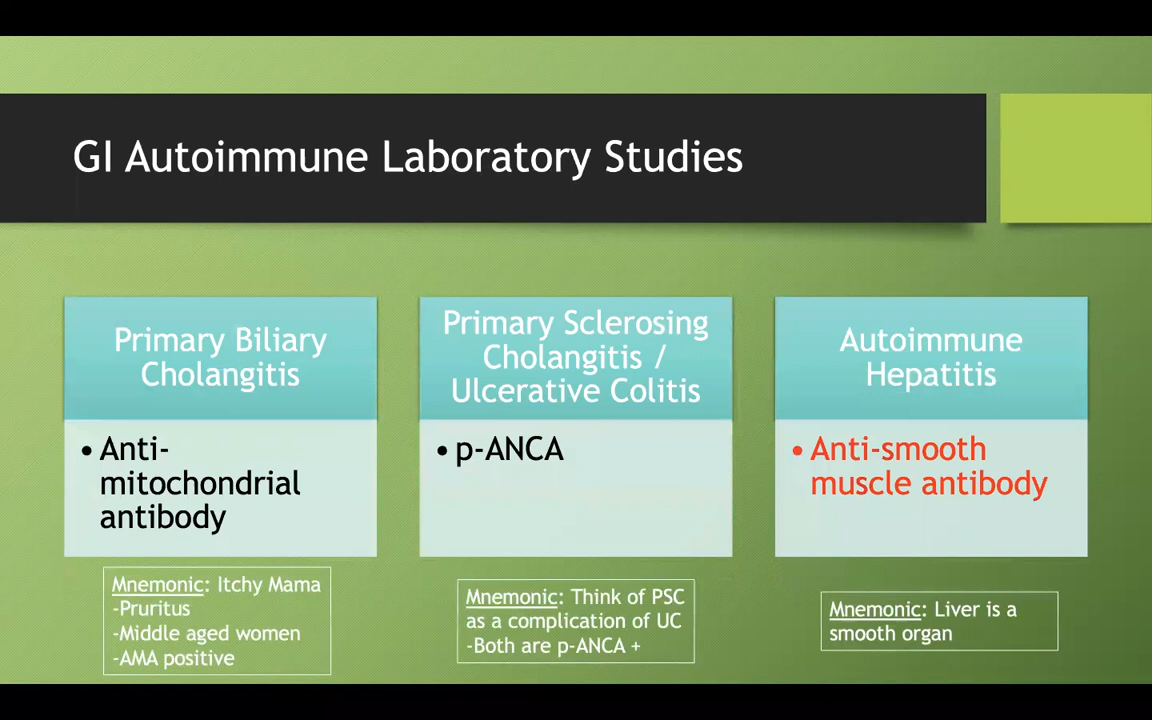 GI Autoimmune Laboratory Studies
Primary Biliary
Cholangitis
• Anti-
mitochondrial
antibody
Mnemonic: Itchy Mama
-Pruritus
-Middle aged women
-AMA positive
Primary Sclerosing
Cholangitis /
Ulcerative Colitis
• p-ANCA
Mnemonic: Think of PSC
as a complication of UC
-Both are p-ANCA +
Autoimmune
Hepatitis
• Anti-smooth
muscle antibody
Mnemonic: Liver is a
smooth organ